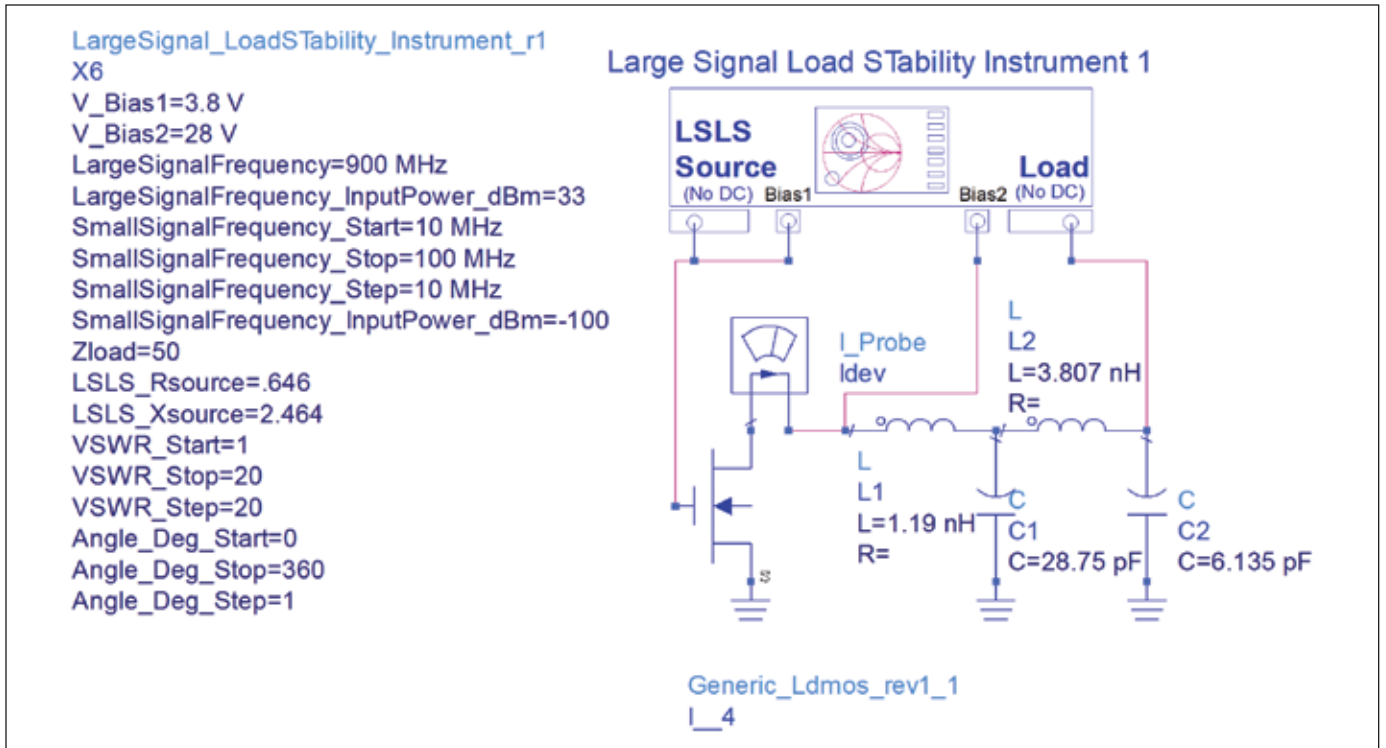 LargeSignal_LoadSTability_Instrument_r1
X6
V_Bias1=3.8 V
V_Bias2=28 V
LargeSignalFrequency=900 MHz
LargeSignalFrequency_InputPower_dBm=33
SmallSignalFrequency_Start=10 MHz
SmallSignalFrequency_Stop=100 MHz
SmallSignalFrequency_Step=10 MHz
SmallSignalFrequency_InputPower_dBm=-100
Zload=50
LSLS_Rsource=.646
LSLS_Xsource=2.464
VSWR_Start=1
VSWR_Stop=20
VSWR_Step=20
Angle_Deg_Start=0
Angle_Deg_Stop=360
Angle_Deg_Step=1
Large Signal Load STability Instrument 1
LSLS
Source
(No DC)
Bias1
Bias2
Load
(No DC)
I_Probe
Idev
L
L2
L=3.807 nH
R=
L
L1
L=1.19 nH
R=
C
C1
C=28.75 pF
C
C2
C=6.135 pF
S
Generic_Ldmos_rev1_1
I__4